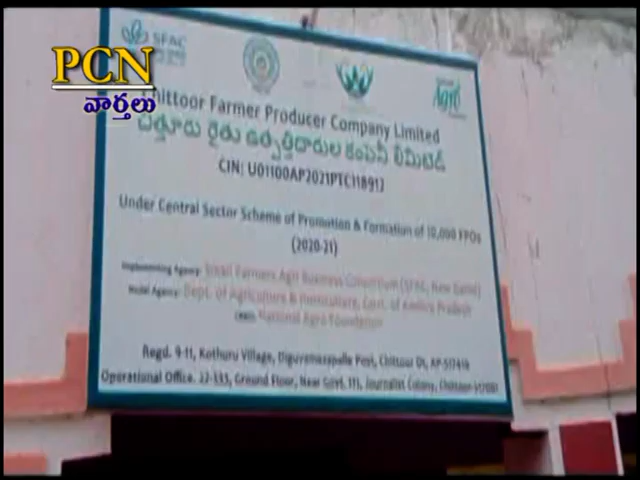 SFAC
Agro
PCN
వార్తలు
Chittoor Farmer Producer Company Limited
చిత్తూరు రైతు ఉత్పత్తిదారుల కంపెనీ లిమిటెడ్
CIN: U01100AP2021PTC118912
Under Central Sector Scheme of Promotion & Formation of 10,000 FPOs
(2020-21)
Implementing Agency: Small Farmers Agri Business Consortium (SFAC, New Delhi)
Nodal Agency: Dept. of Agriculture & Horticulture, Govt. of Andhra Pradesh
National Agro Foundation
Regd. 9-11, Kothuru Village, Diguvamasapalle Post, Chittoor Dt, AP-517416
Operational Office. 22-533, Ground Floor, New Govt. ITI, Journalist Colony, Chittoor-517001